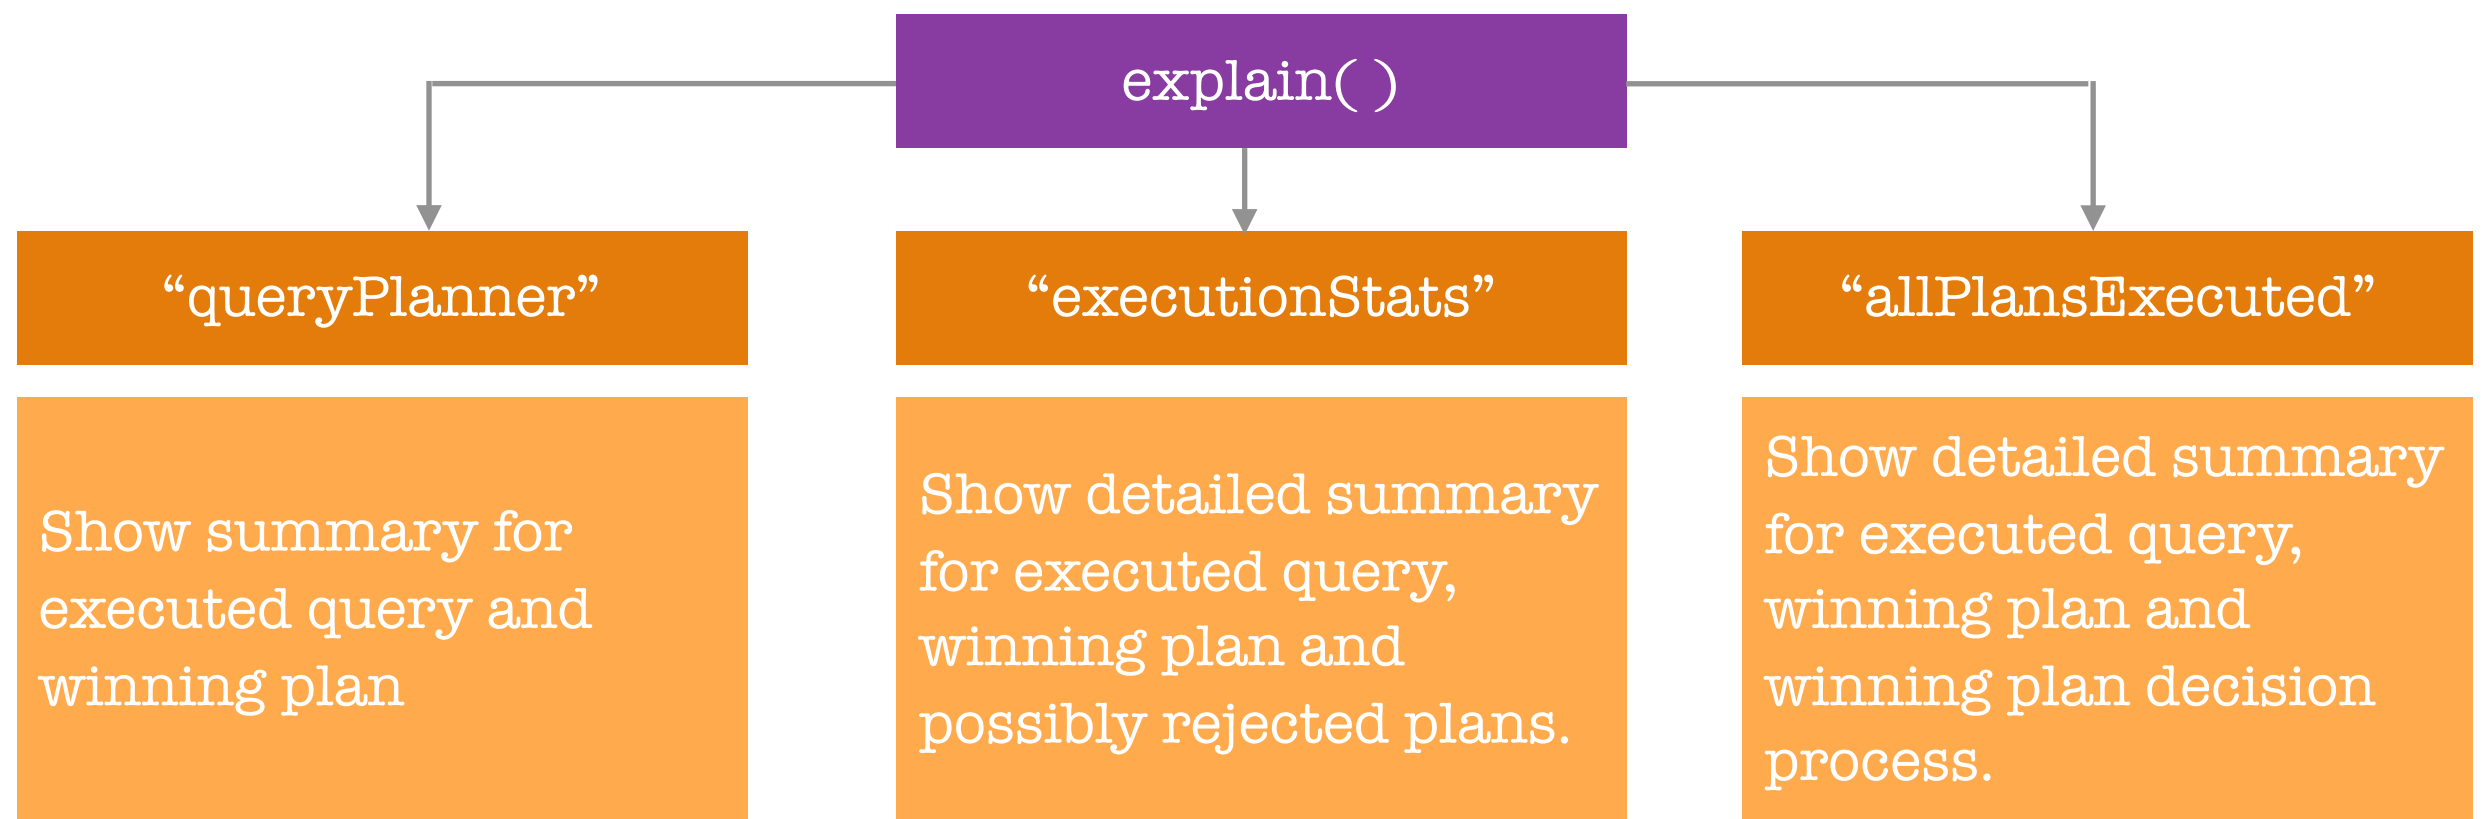 explain( )
“queryPlanner”
“executionStats”
“allPlansExecuted”
Show summary for
executed query and
winning plan
Show detailed summary
for executed query,
winning plan and
possibly rejected plans.
Show detailed summary
for executed query,
winning plan and
winning plan decision
process.